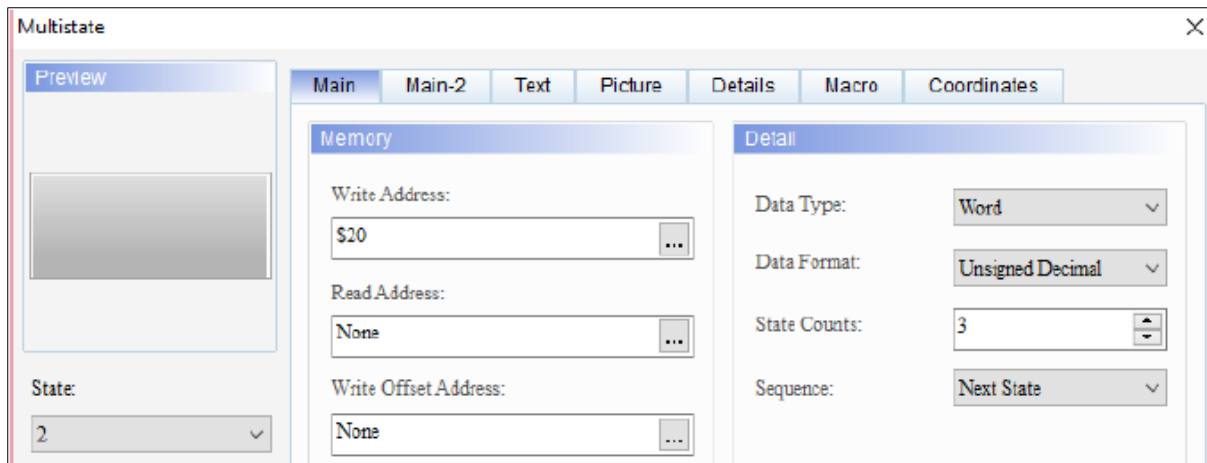 Multistate
Preview
Main Main-2 Text Picture Details Macro Coordinates
Memory
Detail
Write Address:
$20
...
Read Address:
None
...
Write Offset Address:
None
...
Data Type:
Word
Data Format:
Unsigned Decimal
State Counts:
3
Sequence:
Next State
State:
2